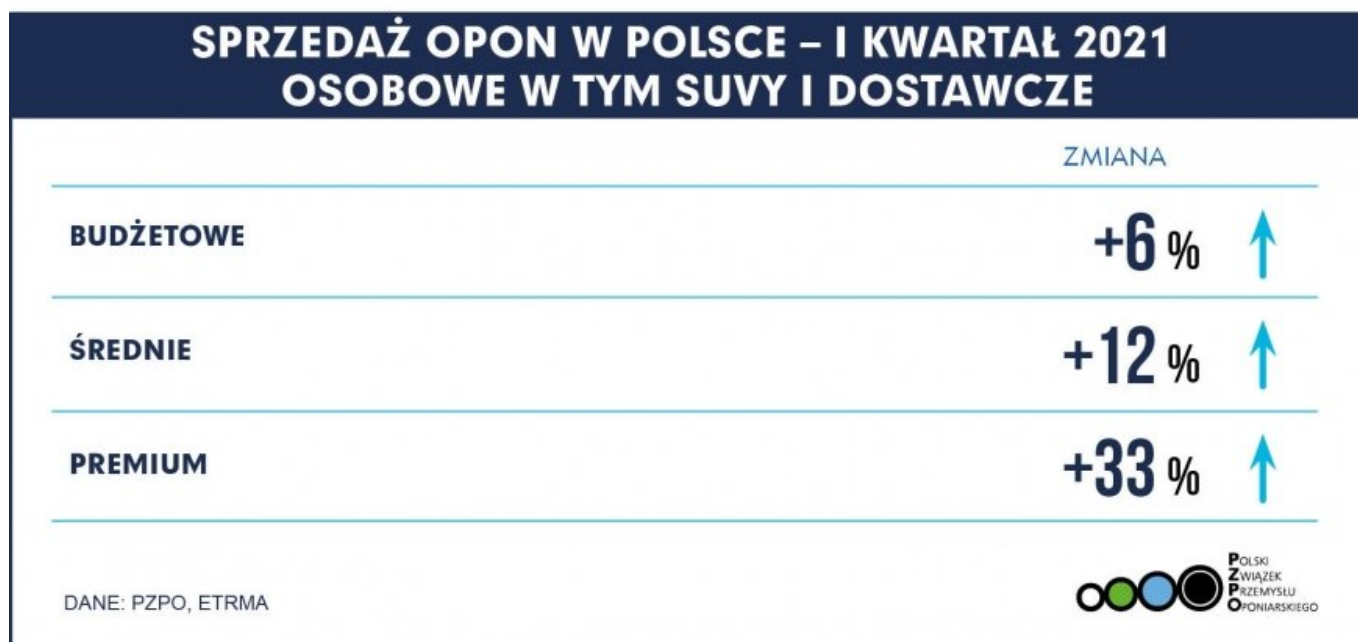 SPRZEDAŻ OPON W POLSCE – I KWARTAŁ 2021
OSOBOWE W TYM SUVY I DOSTAWCZE
ZMIANA
BUDŻETOWE +6 %
ŚREDNIE +12 %
PREMIUM +33 %
DANE: PZPO, ETRMA
POLSKI
ZWIĄZEK
PRZEMYSŁU
OPONIARSKIEGO